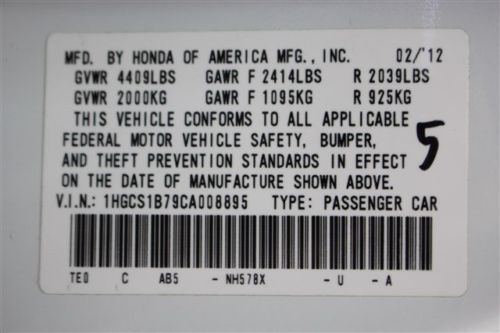 MFD. BY HONDA OF AMERICA MFG., INC. 02/'12
GVWR 4409LBS GAWR F 2414LBS R 2039LBS
GVWR 2000KG GAWR F 1095KG R 925KG
THIS VEHICLE CONFORMS TO ALL APPLICABLE
FEDERAL MOTOR VEHICLE SAFETY, BUMPER,
AND THEFT PREVENTION STANDARDS IN EFFECT
ON THE DATE OF MANUFACTURE SHOWN ABOVE.
5
V.I.N.: 1HGCS1B79CA008895 TYPE: PASSENGER CAR
TE0 C AB5 - NH578X - U - A